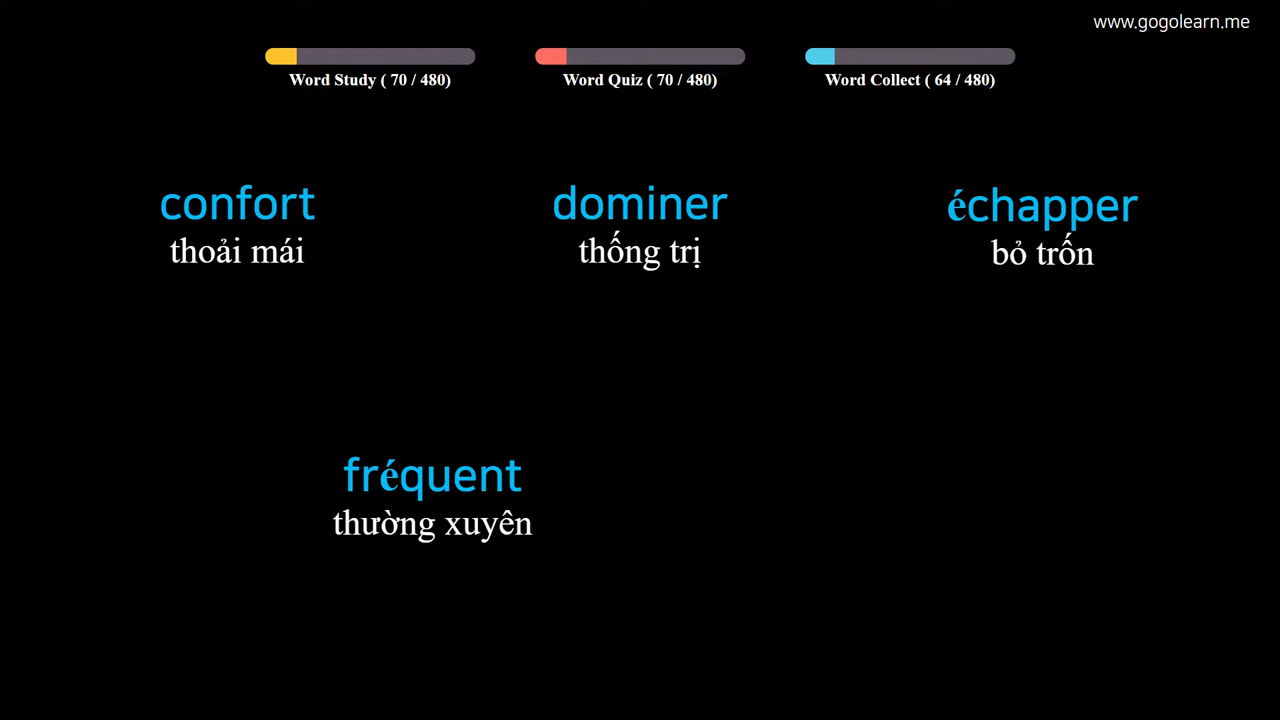 www.gogolearn.me
Word Study ( 70 / 480)
Word Quiz ( 70 / 480)
Word Collect ( 64 / 480)
confort
thoải mái
dominer
thống trị
échapper
bỏ trốn
fréquent
thường xuyên